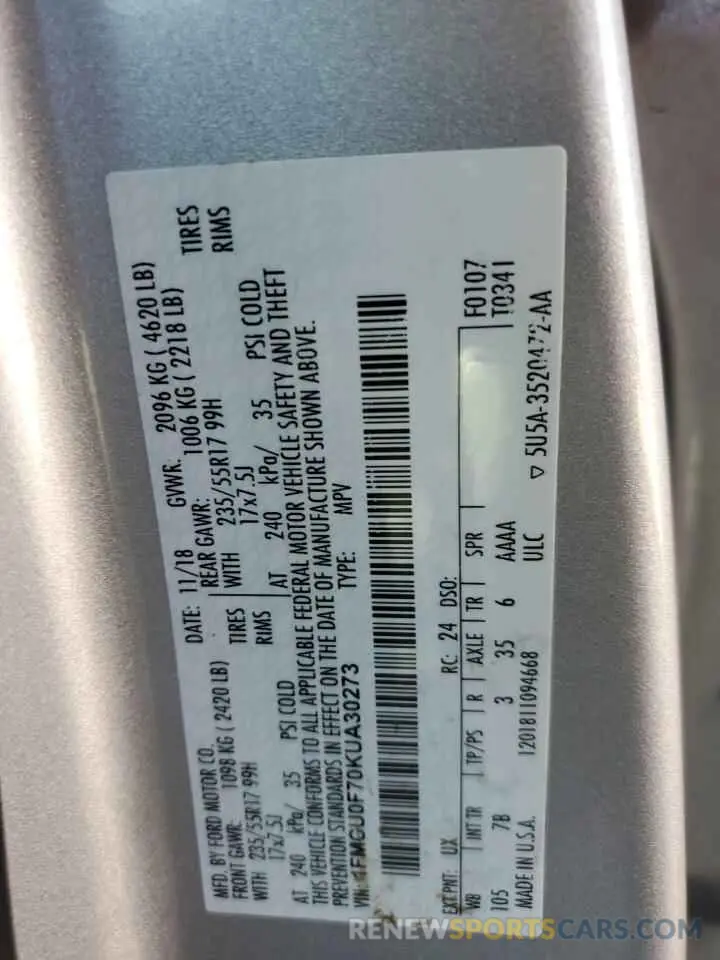 MFD. BY FORD MOTOR CO.
DATE: 11/18 GVWR: 2096 KG ( 4620 LB)
FRONT GAWR: 1098 KG ( 2420 LB) REAR GAWR: 1006 KG ( 2218 LB)
WITH 235/55R17 99H TIRES WITH 235/55R17 99H TIRES
17x7.5J RIMS 17x7.5J RIMS
AT 240 kPa/ 35 PSI COLD AT 240 kPa/ 35 PSI COLD
THIS VEHICLE CONFORMS TO ALL APPLICABLE FEDERAL MOTOR VEHICLE SAFETY AND THEFT
PREVENTION STANDARDS IN EFFECT ON THE DATE OF MANUFACTURE SHOWN ABOVE.
VIN: 1FMCU0F70KUA30273 TYPE: MPV
F0107
T0341
EXT PNT: UX RC: 24 DSO:
WB INT TR TP/PS R AXLE TR SPR
105 7B 3 35 6 AAAA
ULC
MADE IN U.S.A. 1201811094668 ▽ 5U5A-3520472-AA
RENEWSPORTSCARS.COM